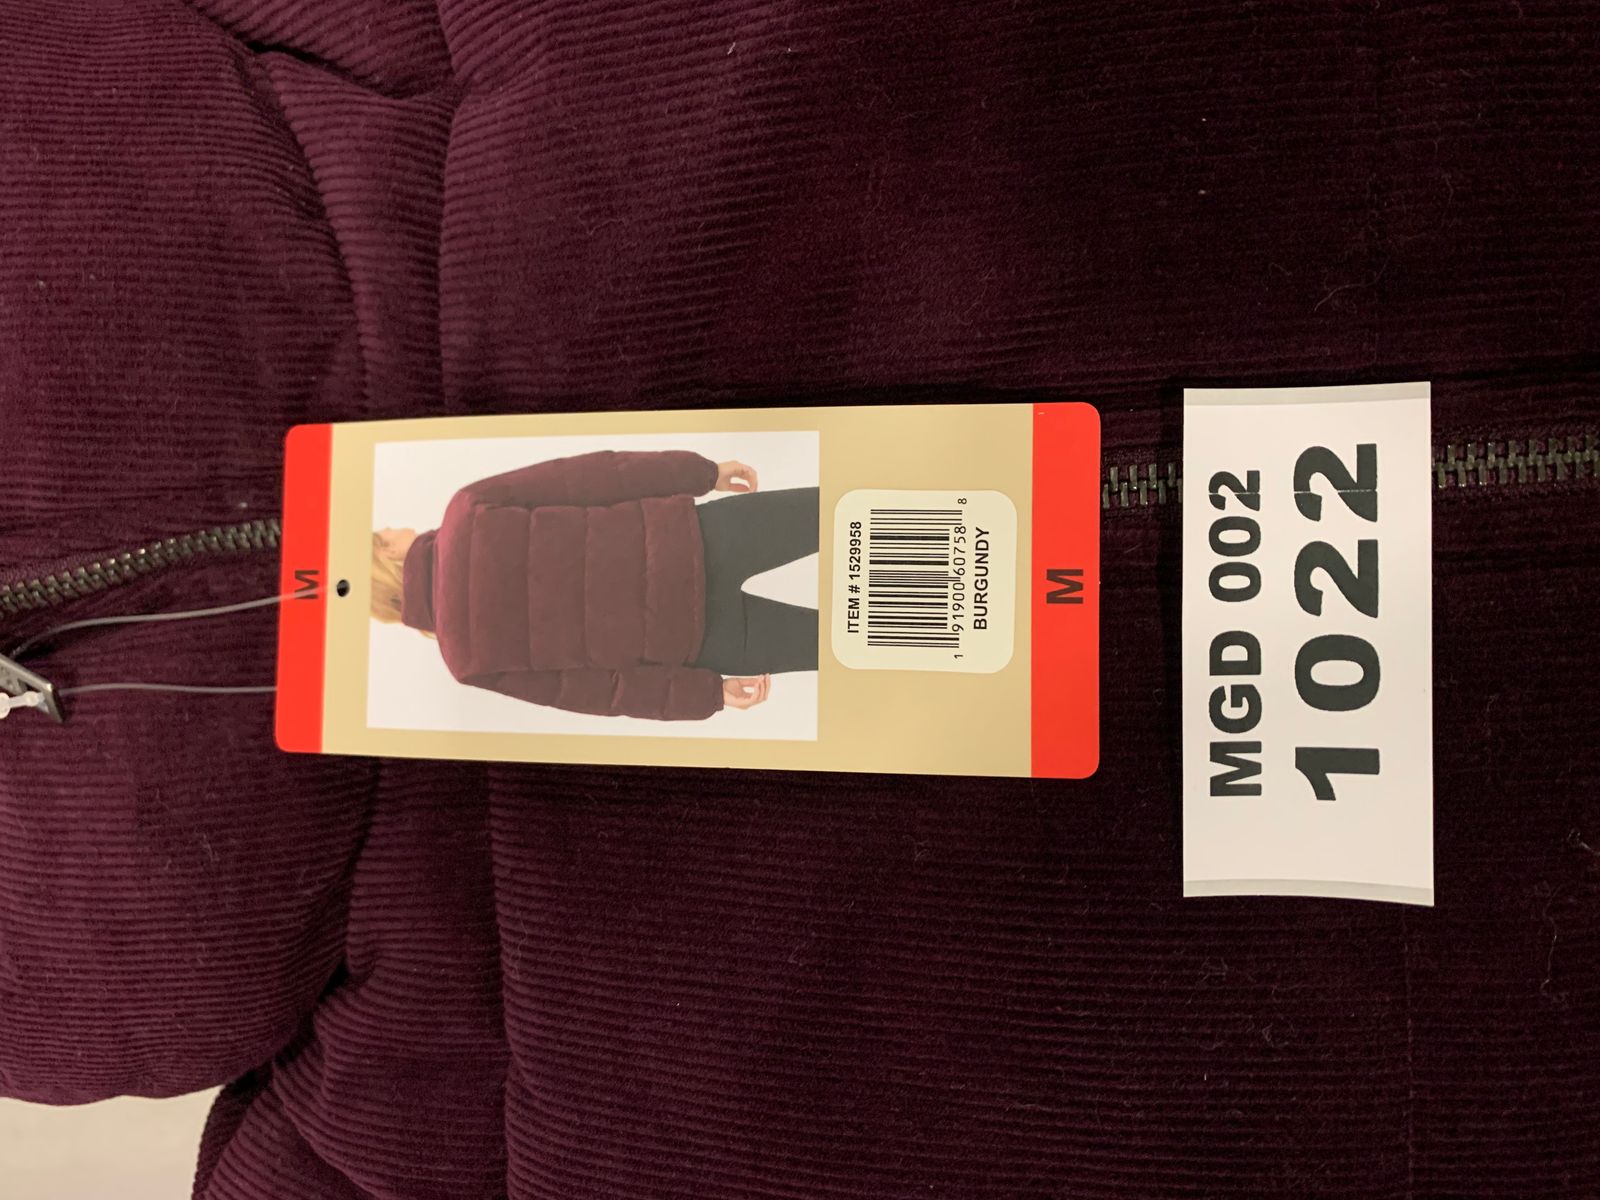 M
ITEM # 1529958
1 91900 60758 8
BURGUNDY
M
MGD 002
1022